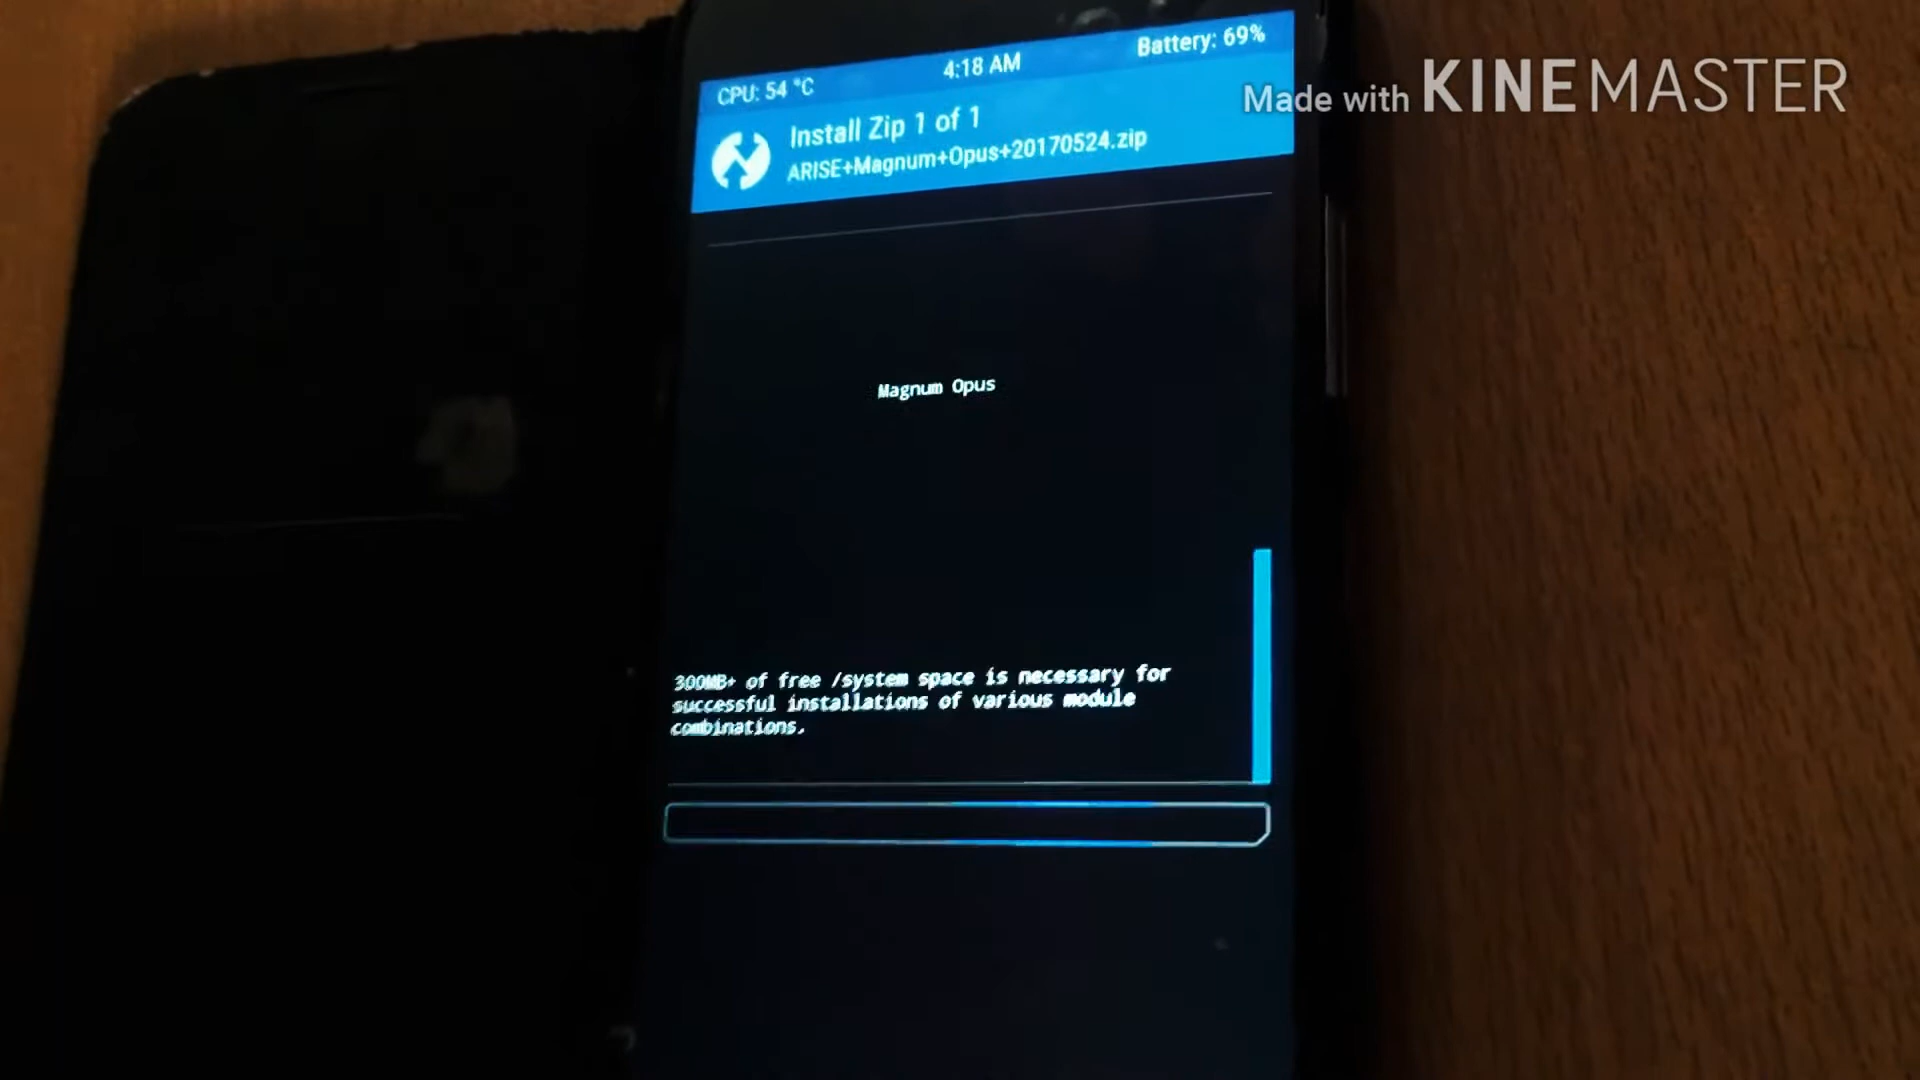 CPU: 54 °C 4:18 AM Battery: 69%
Made with KINEMASTER
Install Zip 1 of 1
ARISE+Magnum+Opus+20170524.zip
Magnum Opus
300MB+ of free /system space is necessary for
successful installations of various module
combinations.